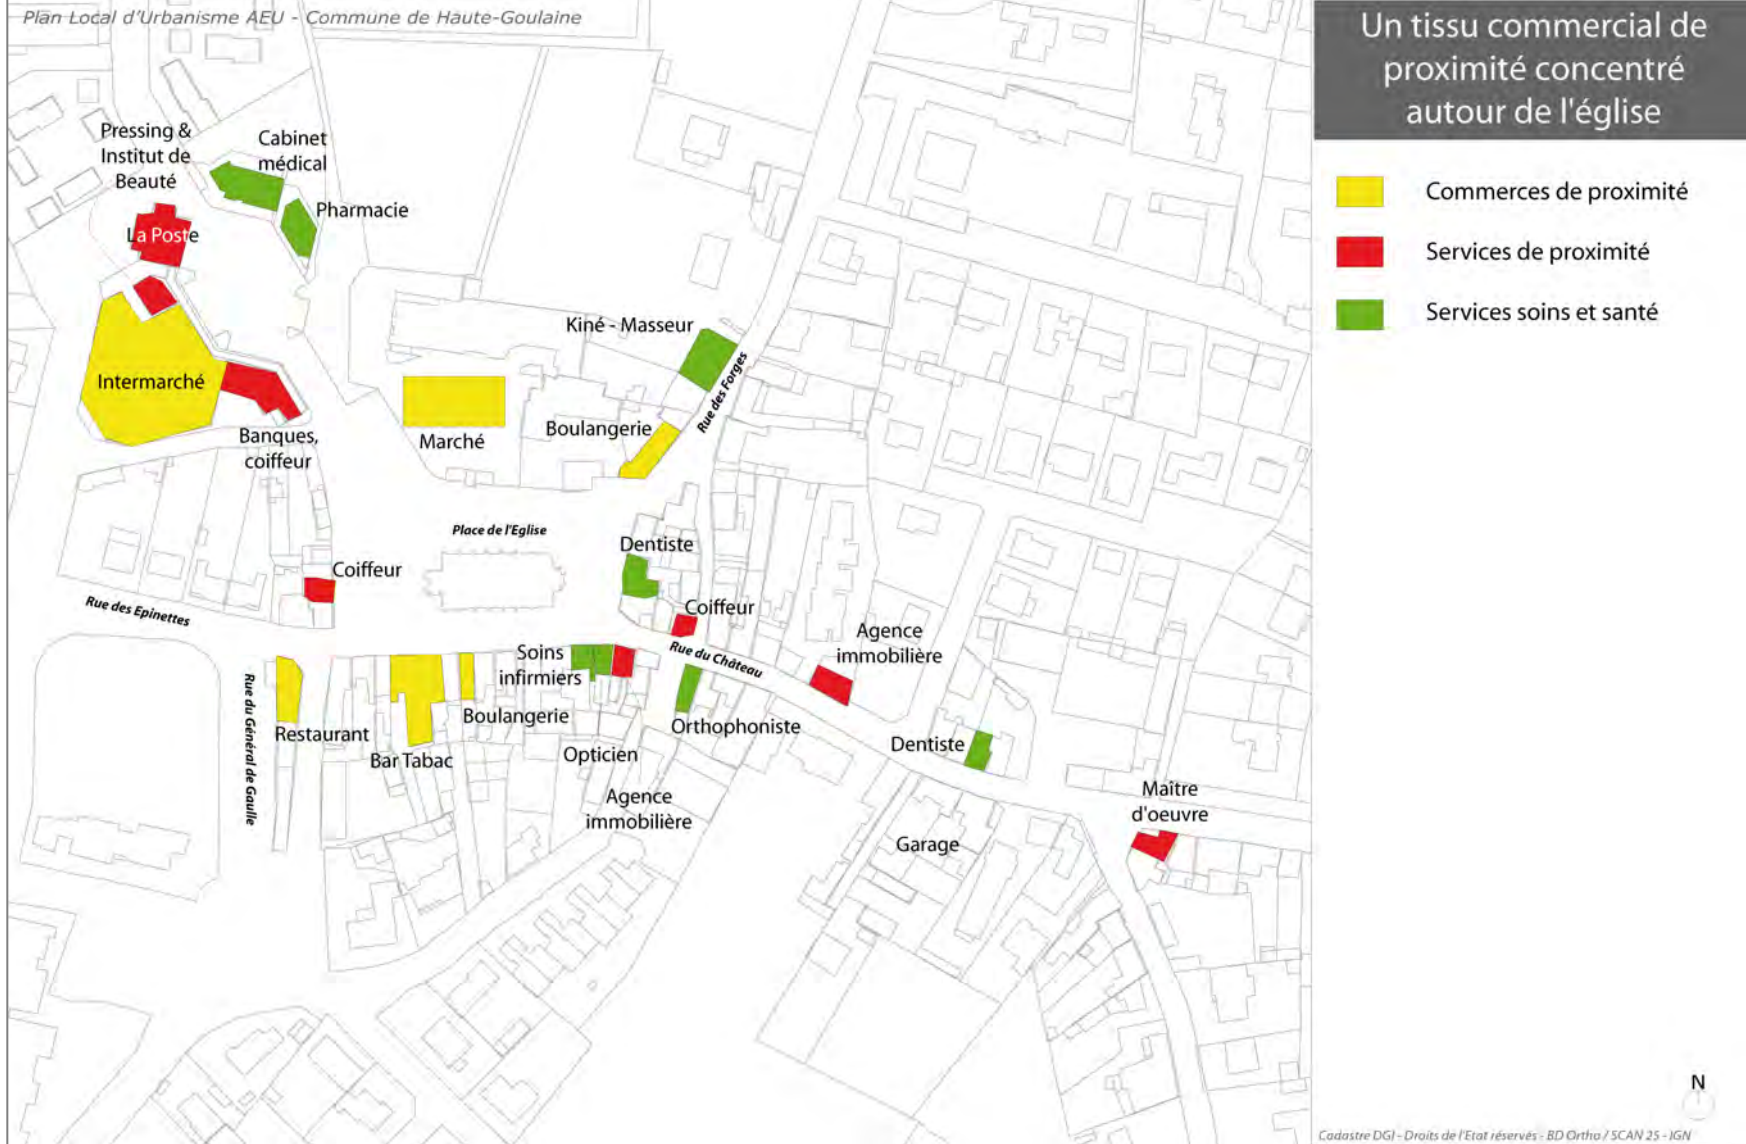 Plan Local d'Urbanisme AEU - Commune de Haute-Goulaine
Un tissu commercial de
proximité concentré
autour de l'église
Commerces de proximité
Services de proximité
Services soins et santé
Pressing &
Institut de
Beauté
Cabinet
médical
Pharmacie
La Poste
Intermarché
Banques,
coiffeur
Marché
Kiné - Masseur
Boulangerie
Rue des Forges
Place de l'Eglise
Dentiste
Coiffeur
Coiffeur
Rue des Epinettes
Rue du Château
Agence
immobilière
Soins
infirmiers
Rue du Général de Gaulle
Restaurant
Bar Tabac
Boulangerie
Opticien
Orthophoniste
Agence
immobilière
Dentiste
Garage
Maître
d'oeuvre
N
Cadastre DGI - Droits de l'Etat réservés - BD Ortho / SCAN 25 - IGN